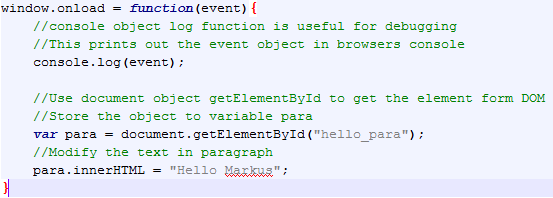 window.onload = function(event){
//console object log function is useful for debugging
//This prints out the event object in browsers console
console.log(event);
//Use document object getElementById to get the element form DOM
//Store the object to variable para
var para = document.getElementById("hello_para");
//Modify the text in paragraph
para.innerHTML = "Hello Markus";
}